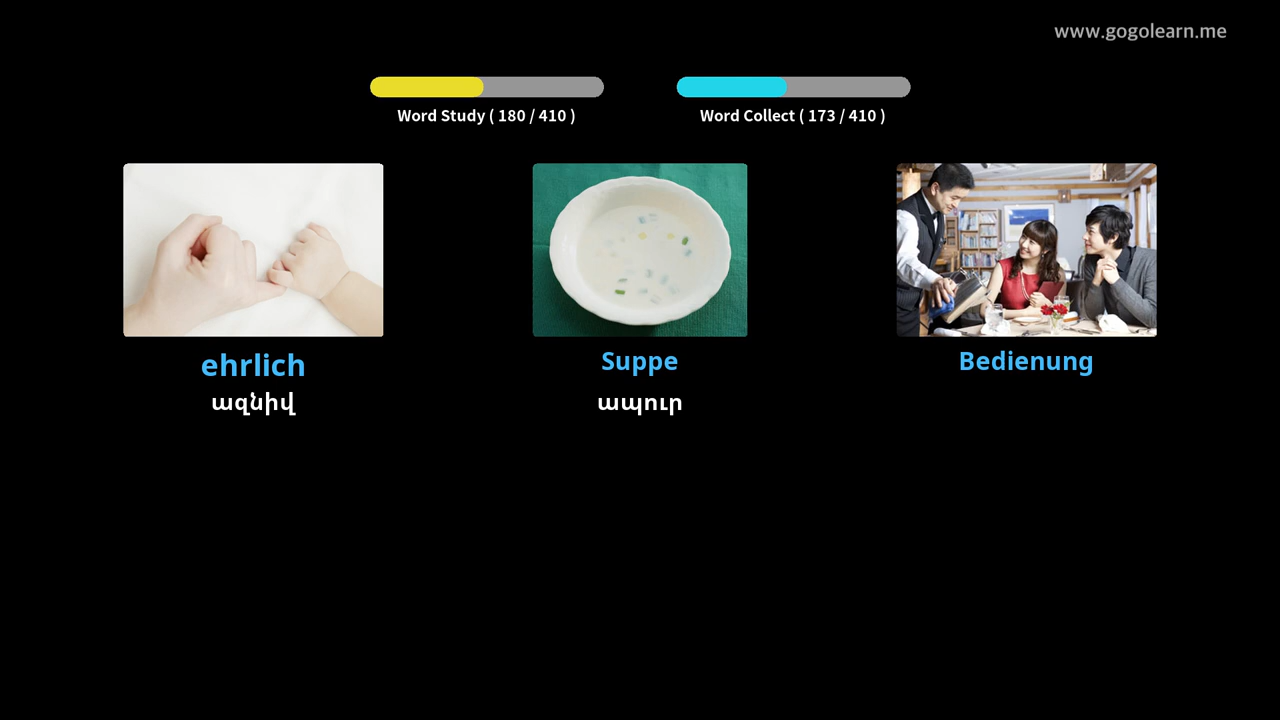 www.gogolearn.me
Word Study ( 180 / 410 )
Word Collect ( 173 / 410 )
ehrlich
ազնիվ
Suppe
ապուր
Bedienung